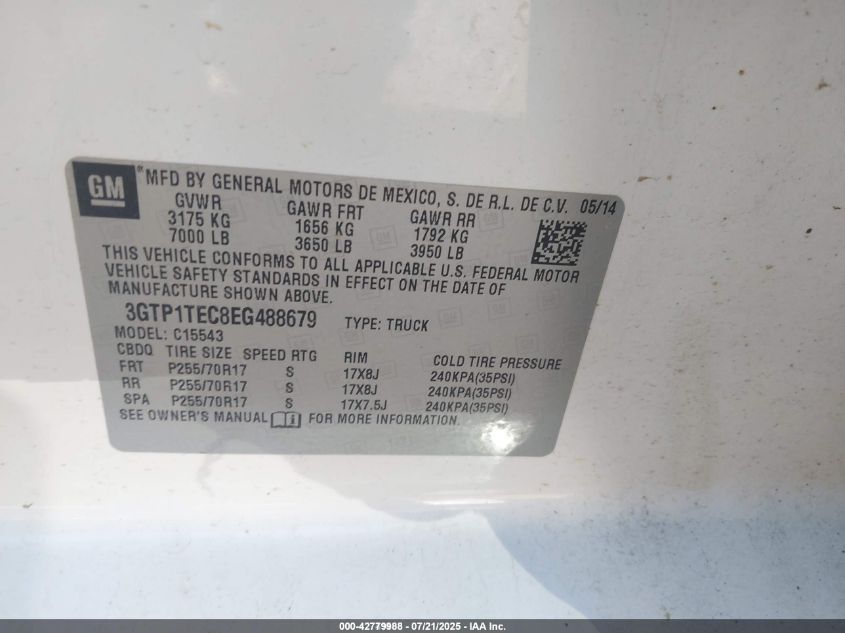 GM
"MFD BY GENERAL MOTORS DE MEXICO, S. DE R.L. DE C.V. 05/14
GVWR GAWR FRT GAWR RR
3175 KG 1656 KG 1792 KG
7000 LB 3650 LB 3950 LB
THIS VEHICLE CONFORMS TO ALL APPLICABLE U.S. FEDERAL MOTOR
VEHICLE SAFETY STANDARDS IN EFFECT ON THE DATE OF
MANUFACTURE SHOWN ABOVE.
3GTP1TEC8EG488679 TYPE: TRUCK
MODEL: C15543
CBDQ TIRE SIZE SPEED RTG RIM COLD TIRE PRESSURE
FRT P255/70R17 S 17X8J 240KPA(35PSI)
RR P255/70R17 S 17X8J 240KPA(35PSI)
SPA P255/70R17 S 17X7.5J 240KPA(35PSI)
SEE OWNER'S MANUAL FOR MORE INFORMATION.
000-42779988 - 07/21/2025 - IAA Inc.